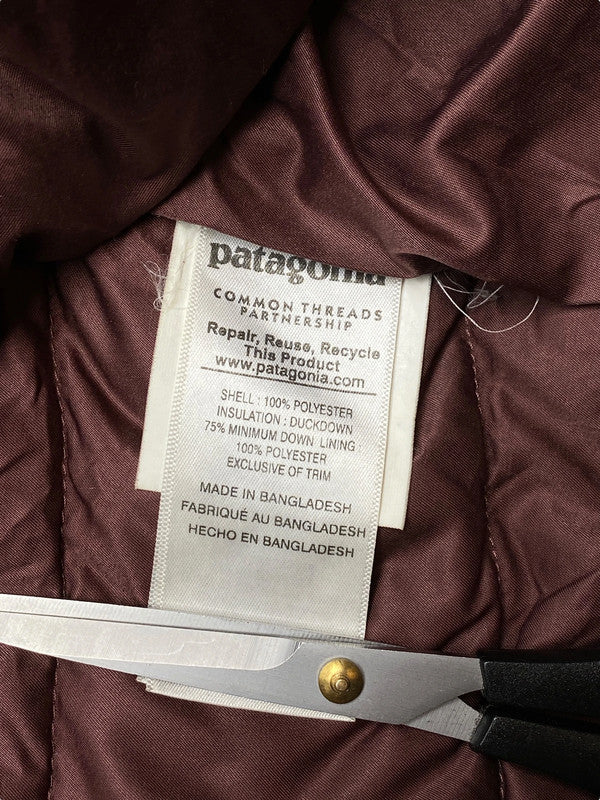 patagonia
COMMON THREADS
PARTNERSHIP
Repair, Reuse, Recycle
This Product
www.patagonia.com
SHELL : 100% POLYESTER
INSULATION : DUCKDOWN
75% MINIMUM DOWN LINING :
100% POLYESTER
EXCLUSIVE OF TRIM
MADE IN BANGLADESH
FABRIQUÉ AU BANGLADESH
HECHO EN BANGLADESH